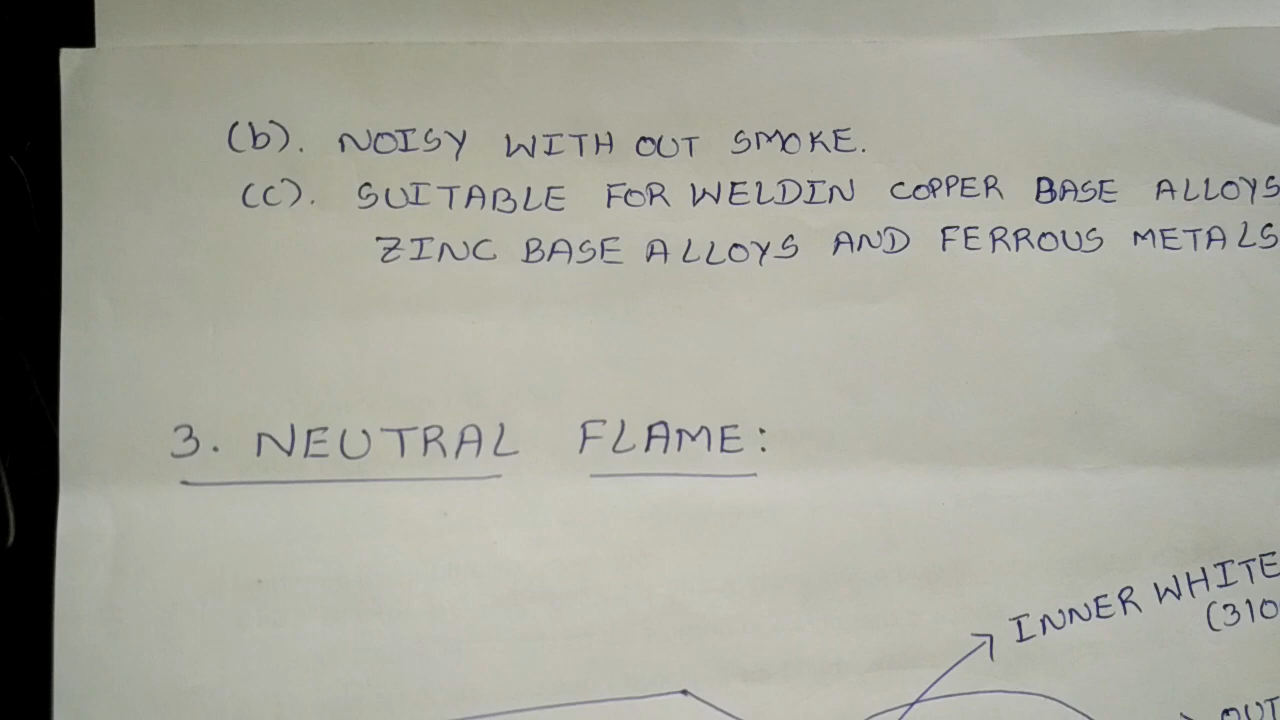 (b). NOISY WITH OUT SMOKE.
(c). SUITABLE FOR WELDIN COPPER BASE ALLOYS
ZINC BASE ALLOYS AND FERROUS METALS
3. NEUTRAL FLAME:
INNER WHITE
(310
OUT